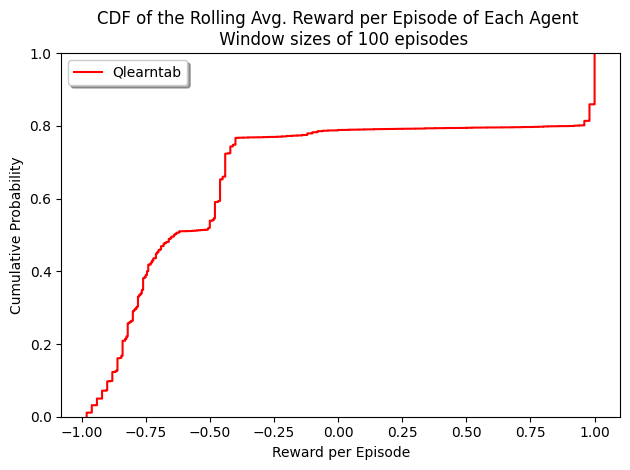 CDF of the Rolling Avg. Reward per Episode of Each Agent
Window sizes of 100 episodes
Qlearntab
Cumulative Probability
1.0
0.8
0.6
0.4
0.2
0.0
−1.00 −0.75 −0.50 −0.25 0.00 0.25 0.50 0.75 1.00
Reward per Episode